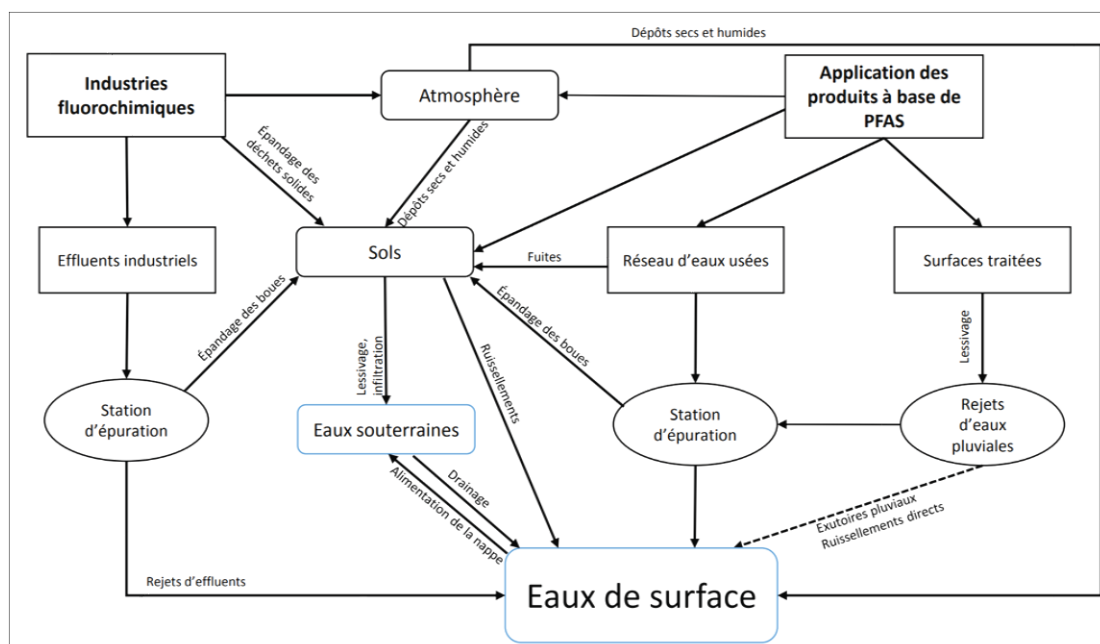 Dépôts secs et humides
Industries
fluorochimiques
Atmosphère
Application des
produits à base de
PFAS
Épandage des
déchets solides
Dépôts secs et humides
Effluents industriels
Sols
Fuites
Réseau d'eaux usées
Surfaces traitées
Épandage des boues
Lessivage,
infiltration
Ruissellements
Épandage des boues
Lessivage
Station
d'épuration
Eaux souterraines
Station
d'épuration
Rejets
d'eaux
pluviales
Drainage
Alimentation de la nappe
Exutoires pluviaux
Ruissellements directs
Rejets d'effluents
Eaux de surface